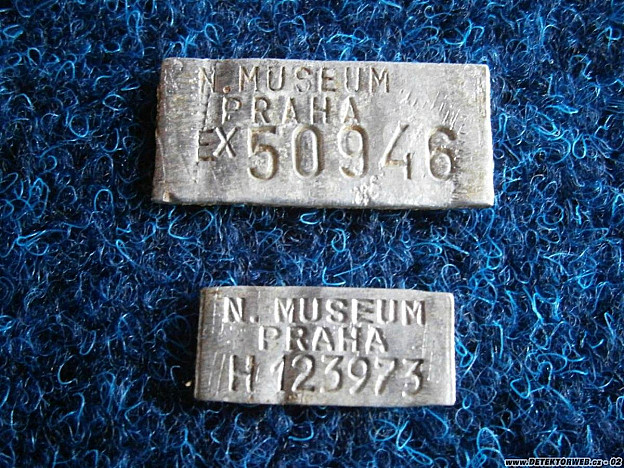 N. MUSEUM
PRAHA
EX 50946
N. MUSEUM
PRAHA
H 123973
www.DETEKTORWEB.cz - 02